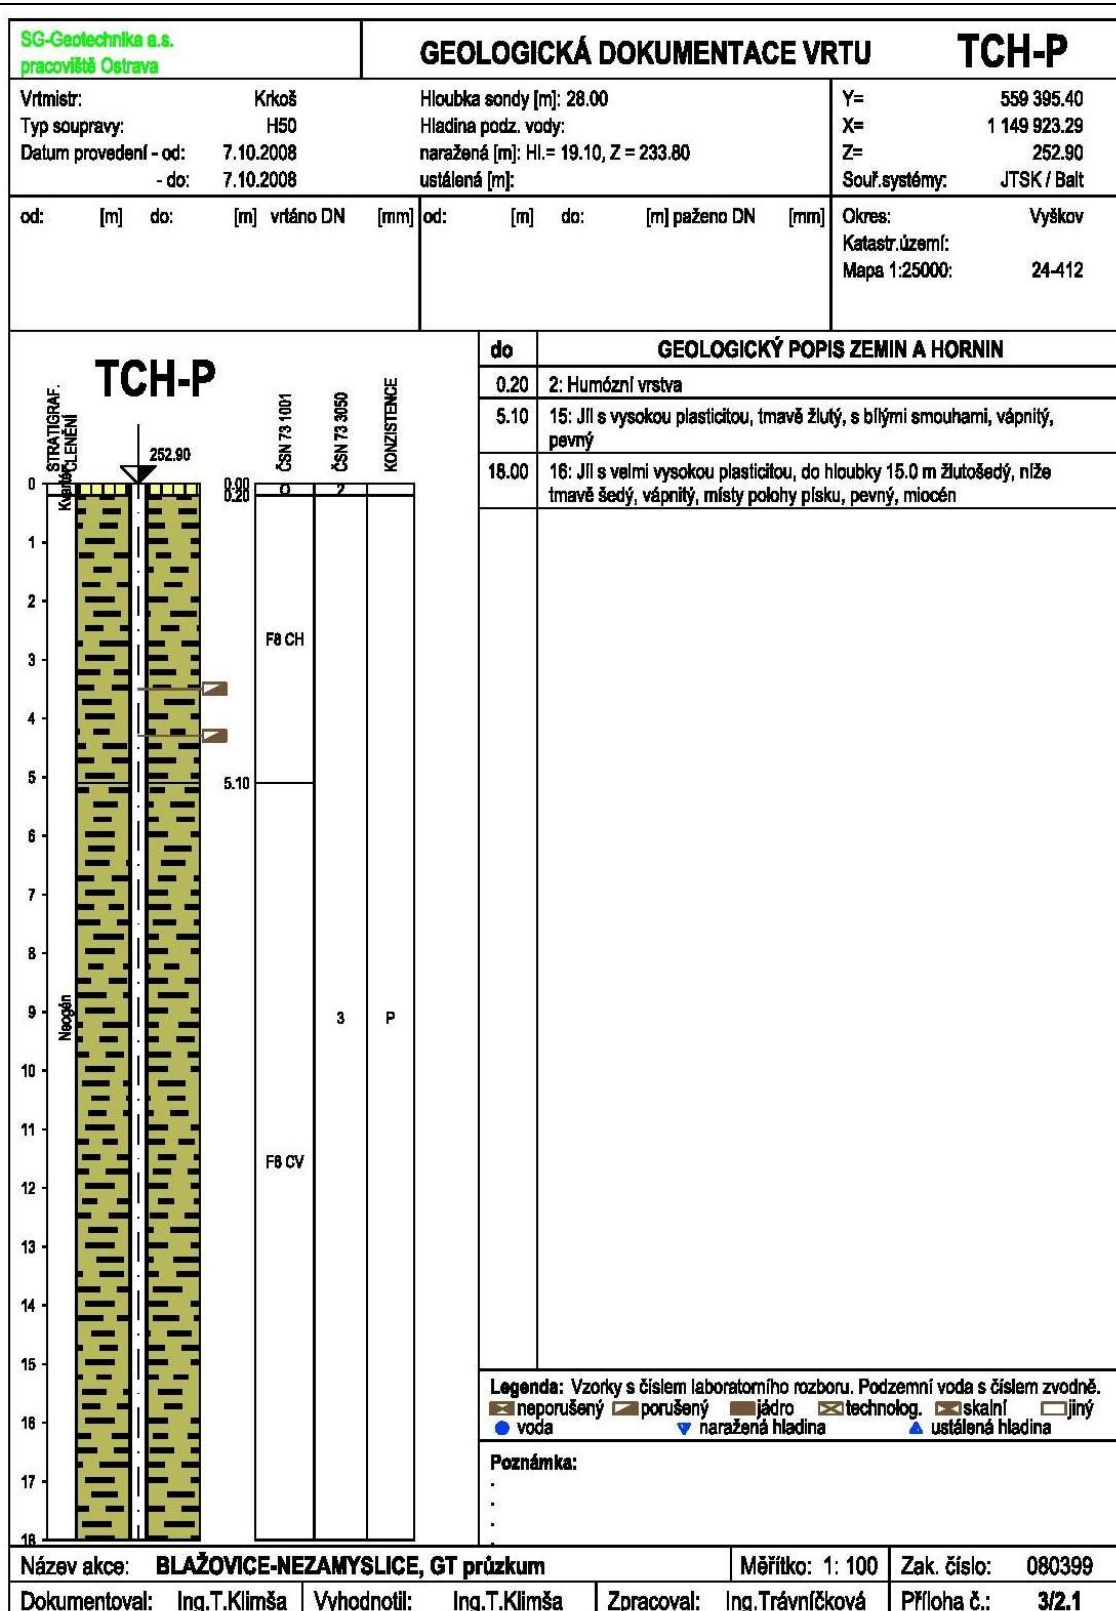 SG-Geotechnika a.s.
pracoviště Ostrava
GEOLOGICKÁ DOKUMENTACE VRTU
TCH-P
Vrtmistr: Krkoš
Typ soupravy: H50
Datum provedení - od: 7.10.2008
- do: 7.10.2008
Hloubka sondy [m]: 28.00
Hladina podz. vody:
naražená [m]: Hl.= 19.10, Z = 233.80
ustálená [m]:
Y= 559 395.40
X= 1 149 923.29
Z= 252.90
Souř.systémy: JTSK / Balt
od: [m] do: [m] vrtáno DN [mm]
od: [m] do: [m] paženo DN [mm]
Okres: Vyškov
Katastr.území:
Mapa 1:25000: 24-412
TCH-P
STRATIGRAF.
ČLENĚNÍ
252.90
ČSN 73 1001
ČSN 73 3050
KONZISTENCE
do GEOLOGICKÝ POPIS ZEMIN A HORNIN
0.20 2: Humózní vrstva
5.10 15: Jíl s vysokou plasticitou, tmavě žlutý, s bílými smouhami, vápnitý,
pevný
18.00 16: Jíl s velmi vysokou plasticitou, do hloubky 15.0 m žlutošedý, níže
tmavě šedý, vápnitý, místy polohy písku, pevný, miocén
Kvartér
0
0.00
0.20
O
2
1
2
F8 CH
3
4
5
5.10
6
7
8
Neogén
9
3
P
10
11
F8 CV
12
13
14
15
16
17
18
Legenda: Vzorky s číslem laboratorního rozboru. Podzemní voda s číslem zvodně.
neporušený porušený jádro technolog. skalní jiný
voda naražená hladina ustálená hladina
Poznámka:
.
.
.
.
Název akce: BLAŽOVICE-NEZAMYSLICE, GT průzkum
Měřítko: 1: 100
Zak. číslo: 080399
Dokumentoval: Ing.T.Klimša
Vyhodnotil: Ing.T.Klimša
Zpracoval: Ing.Trávníčková
Příloha č.: 3/2.1